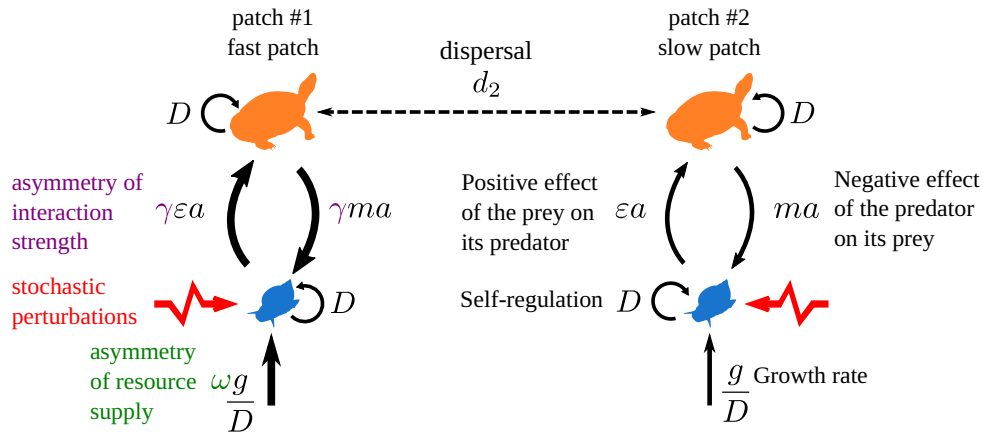 patch #1
fast patch
patch #2
slow patch
dispersal
d₂
D
D
asymmetry of
interaction
strength
γεa
γma
Positive effect
of the prey on
its predator
εa
ma
Negative effect
of the predator
on its prey
stochastic
perturbations
D
Self-regulation
D
asymmetry
of resource
supply
ωg
D
g
D
Growth rate